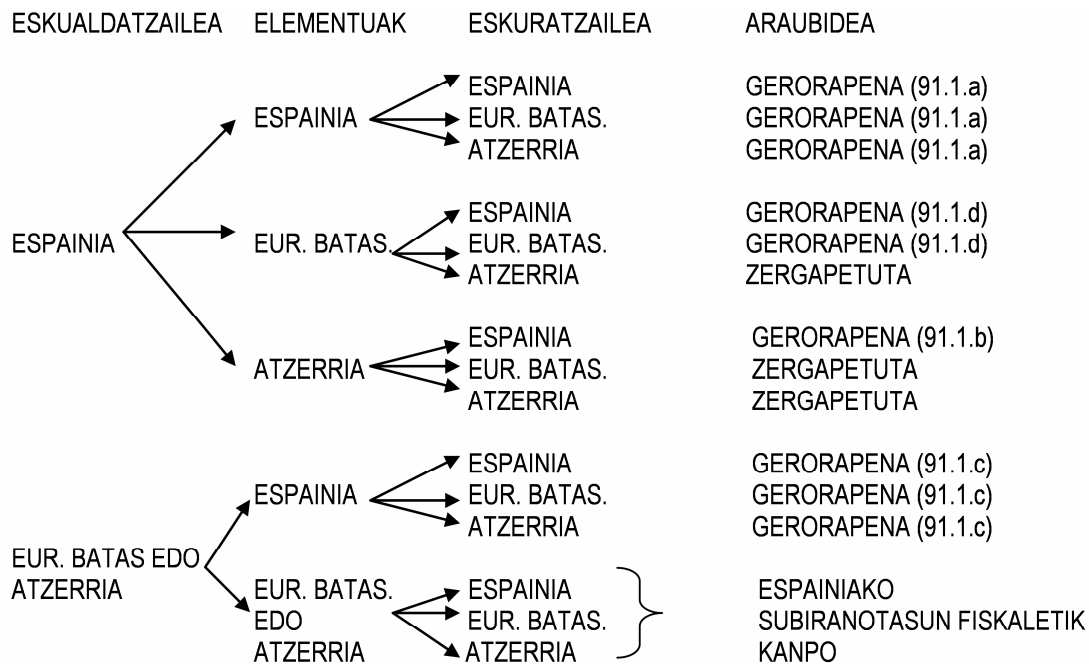 ESKUALDATZAILEA ELEMENTUAK ESKURATZAILEA ARAUBIDEA
ESPAINIA GERORAPENA (91.1.a)
ESPAINIA EUR. BATAS. GERORAPENA (91.1.a)
ATZERRIA GERORAPENA (91.1.a)
ESPAINIA GERORAPENA (91.1.d)
ESPAINIA EUR. BATAS. EUR. BATAS. GERORAPENA (91.1.d)
ATZERRIA ZERGAPETUTA
ESPAINIA GERORAPENA (91.1.b)
ATZERRIA EUR. BATAS. ZERGAPETUTA
ATZERRIA ZERGAPETUTA
ESPAINIA GERORAPENA (91.1.c)
ESPAINIA EUR. BATAS. GERORAPENA (91.1.c)
ATZERRIA GERORAPENA (91.1.c)
EUR. BATAS EDO
ATZERRIA EUR. BATAS. ESPAINIA ESPAINIAKO
EDO EUR. BATAS. SUBIRANOTASUN FISKALETIK
ATZERRIA ATZERRIA KANPO